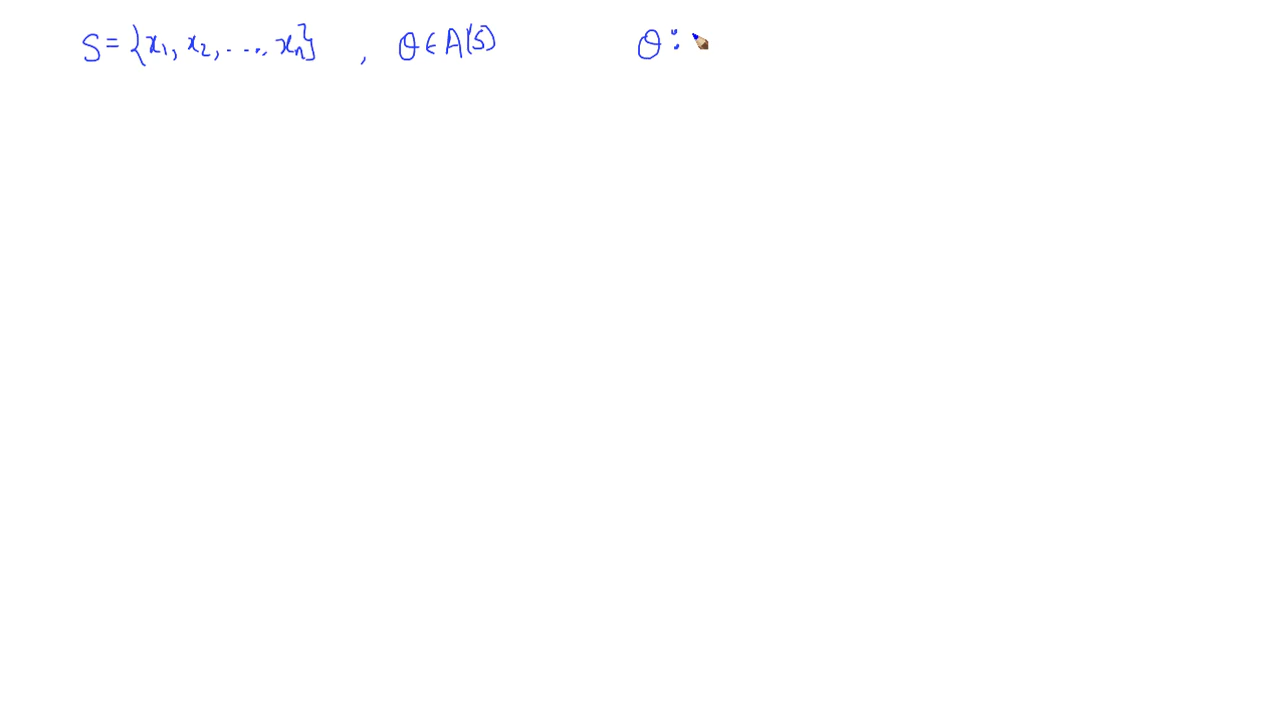 S = {x₁, x₂, ...., xₙ} , θ ∈ A(S) θ :